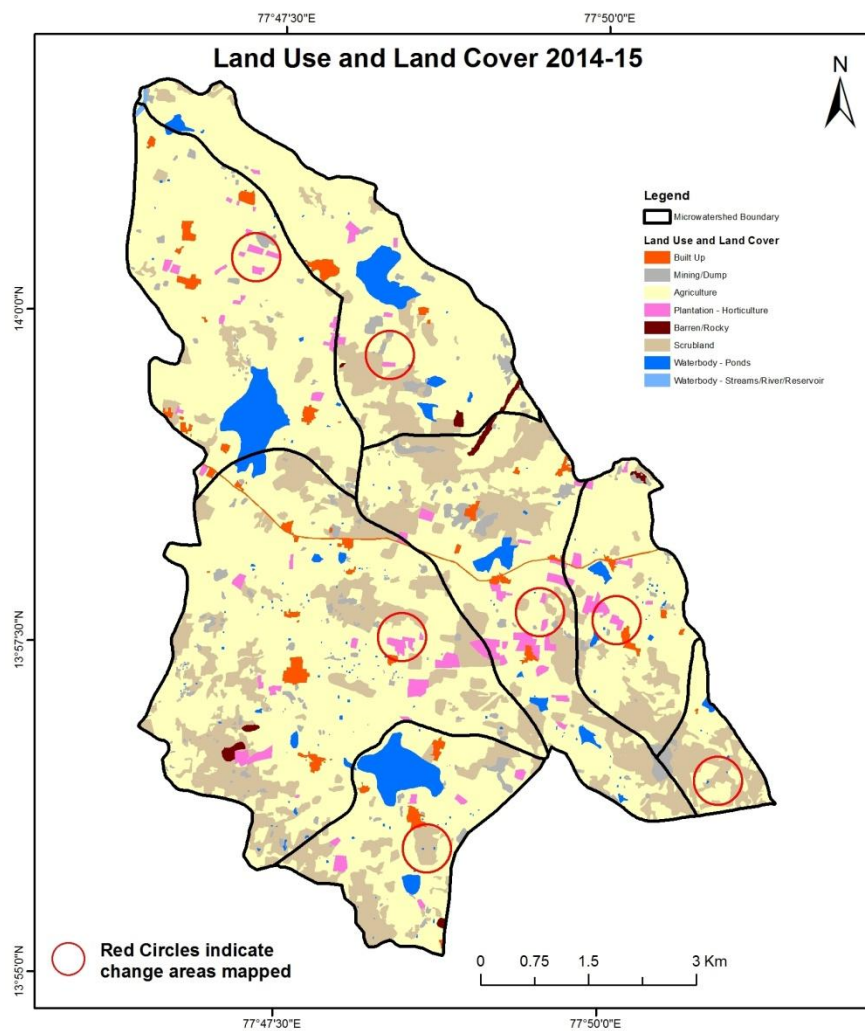 77°47'30"E
77°50'0"E
Land Use and Land Cover 2014-15
N
Legend
Microwatershed Boundary
Land Use and Land Cover
Built Up
Mining/Dump
Agriculture
Plantation - Horticulture
Barren/Rocky
Scrubland
Waterbody - Ponds
Waterbody - Streams/River/Reservoir
14°0'0"N
13°57'30"N
13°55'0"N
Red Circles indicate
change areas mapped
0 0.75 1.5 3 Km
77°47'30"E
77°50'0"E